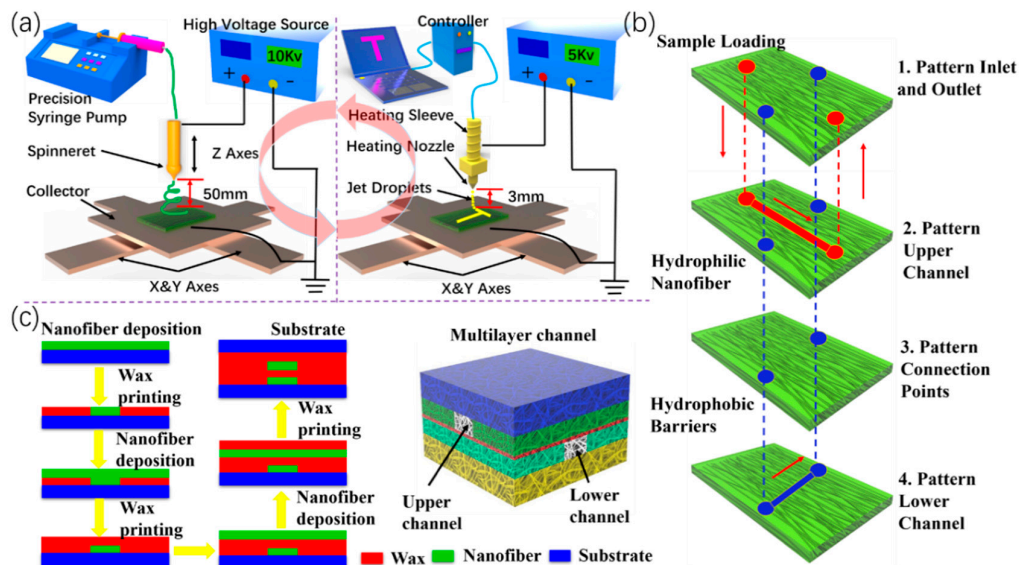 (a)
High Voltage Source
10Kv
+
−
Precision
Syringe Pump
Spinneret
Z Axes
Collector
50mm
X&Y Axes
Controller
T
5Kv
+
−
Heating Sleeve
Heating Nozzle
Jet Droplets
3mm
X&Y Axes
(b)
Sample Loading
1. Pattern Inlet
and Outlet
2. Pattern
Upper
Channel
Hydrophilic
Nanofiber
3. Pattern
Connection
Points
Hydrophobic
Barriers
4. Pattern
Lower
Channel
(c)
Nanofiber deposition
Wax
printing
Nanofiber
deposition
Wax
printing
Substrate
Wax
printing
Nanofiber
deposition
Multilayer channel
Upper
channel
Lower
channel
Wax
Nanofiber
Substrate